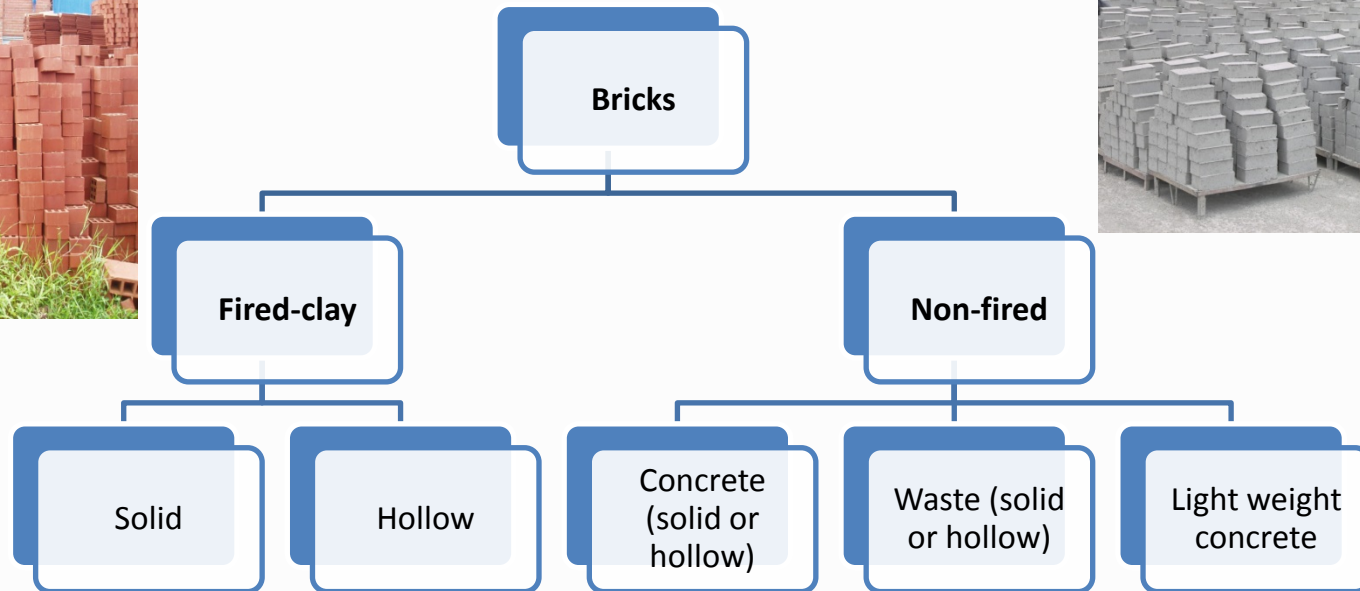 Bricks
Fired-clay
Non-fired
Solid
Hollow
Concrete
(solid or
hollow)
Waste (solid
or hollow)
Light weight
concrete